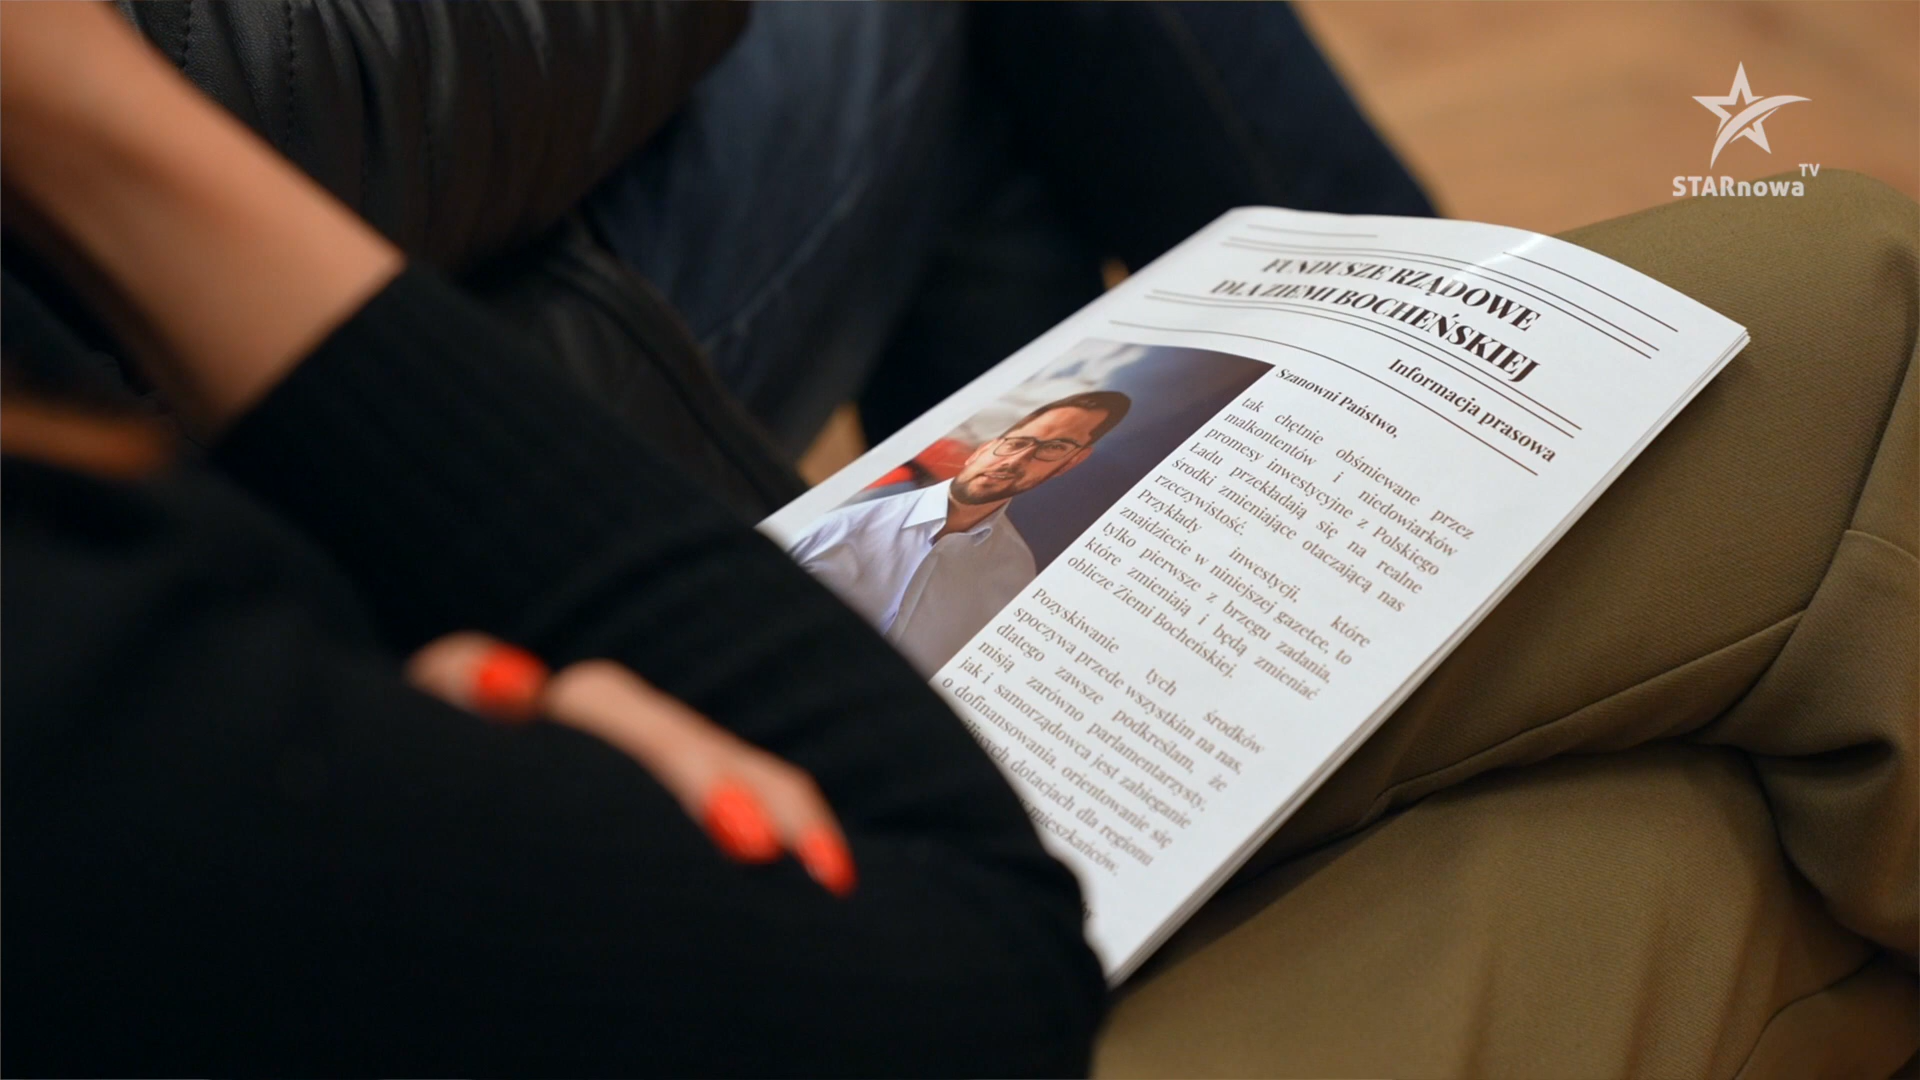 TV
STARnowa
FUNDUSZE RZĄDOWE
DLA ZIEMI BOCHEŃSKIEJ
Informacja prasowa
Szanowni Państwo,
tak chętnie obśmiewane przez
malkontentów i niedowiarków
promesy inwestycyjne z Polskiego
Ładu przekładają się na realne
środki zmieniające otaczającą nas
rzeczywistość.
Przykłady inwestycji, które
znajdziecie w niniejszej gazetce, to
tylko pierwsze z brzegu zadania,
które zmieniają i będą zmieniać
oblicze Ziemi Bocheńskiej.
Pozyskiwanie tych środków
spoczywa przede wszystkim na nas,
dlatego zawsze podkreślam, że
misją zarówno parlamentarzysty,
jak i samorządowca jest zabieganie
o dofinansowania, orientowanie się
dotacjach dla regionu
mieszkańców.